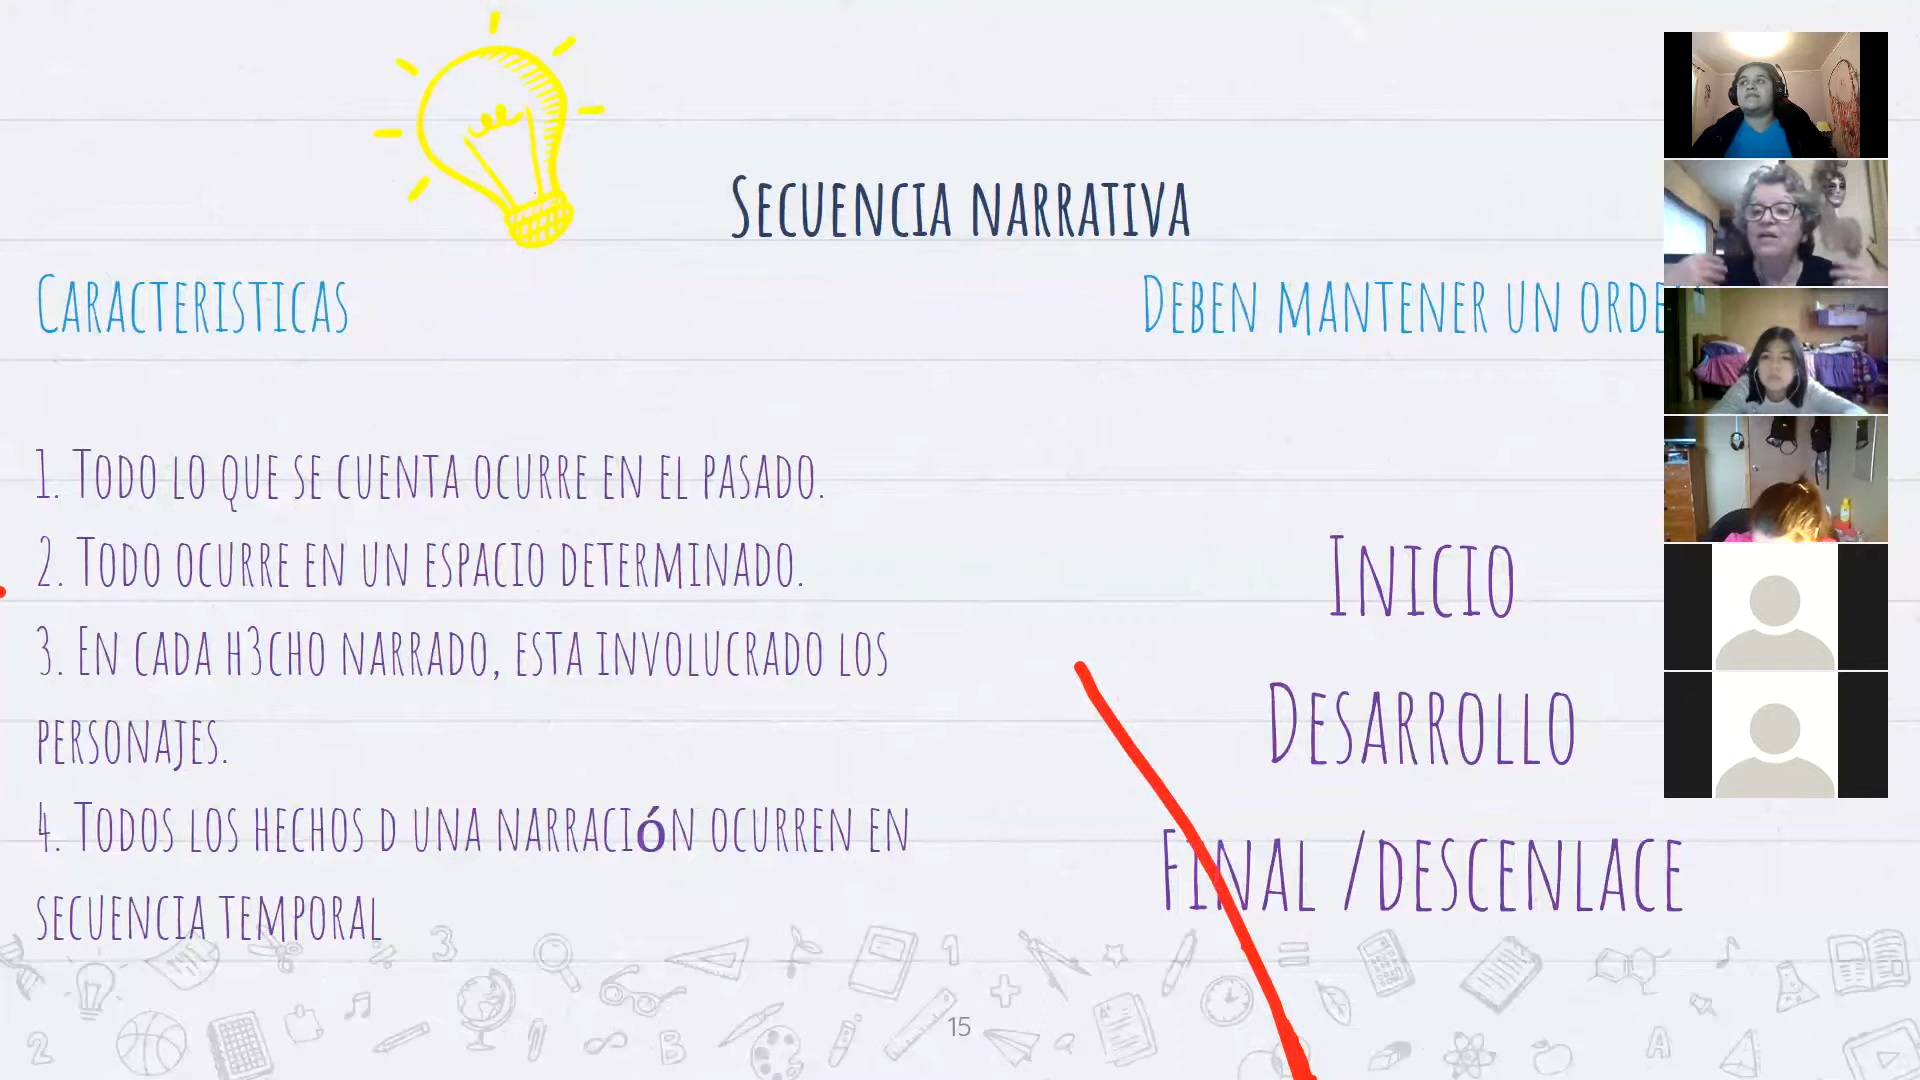 Secuencia narrativa
Caracteristicas
Deben mantener un orden
1. Todo lo que se cuenta ocurre en el pasado.
2. Todo ocurre en un espacio determinado.
3. En cada h3cho narrado, esta involucrado los
personajes.
4. Todos los hechos d una narración ocurren en
secuencia temporal
Inicio
Desarrollo
Final /descenlace
15